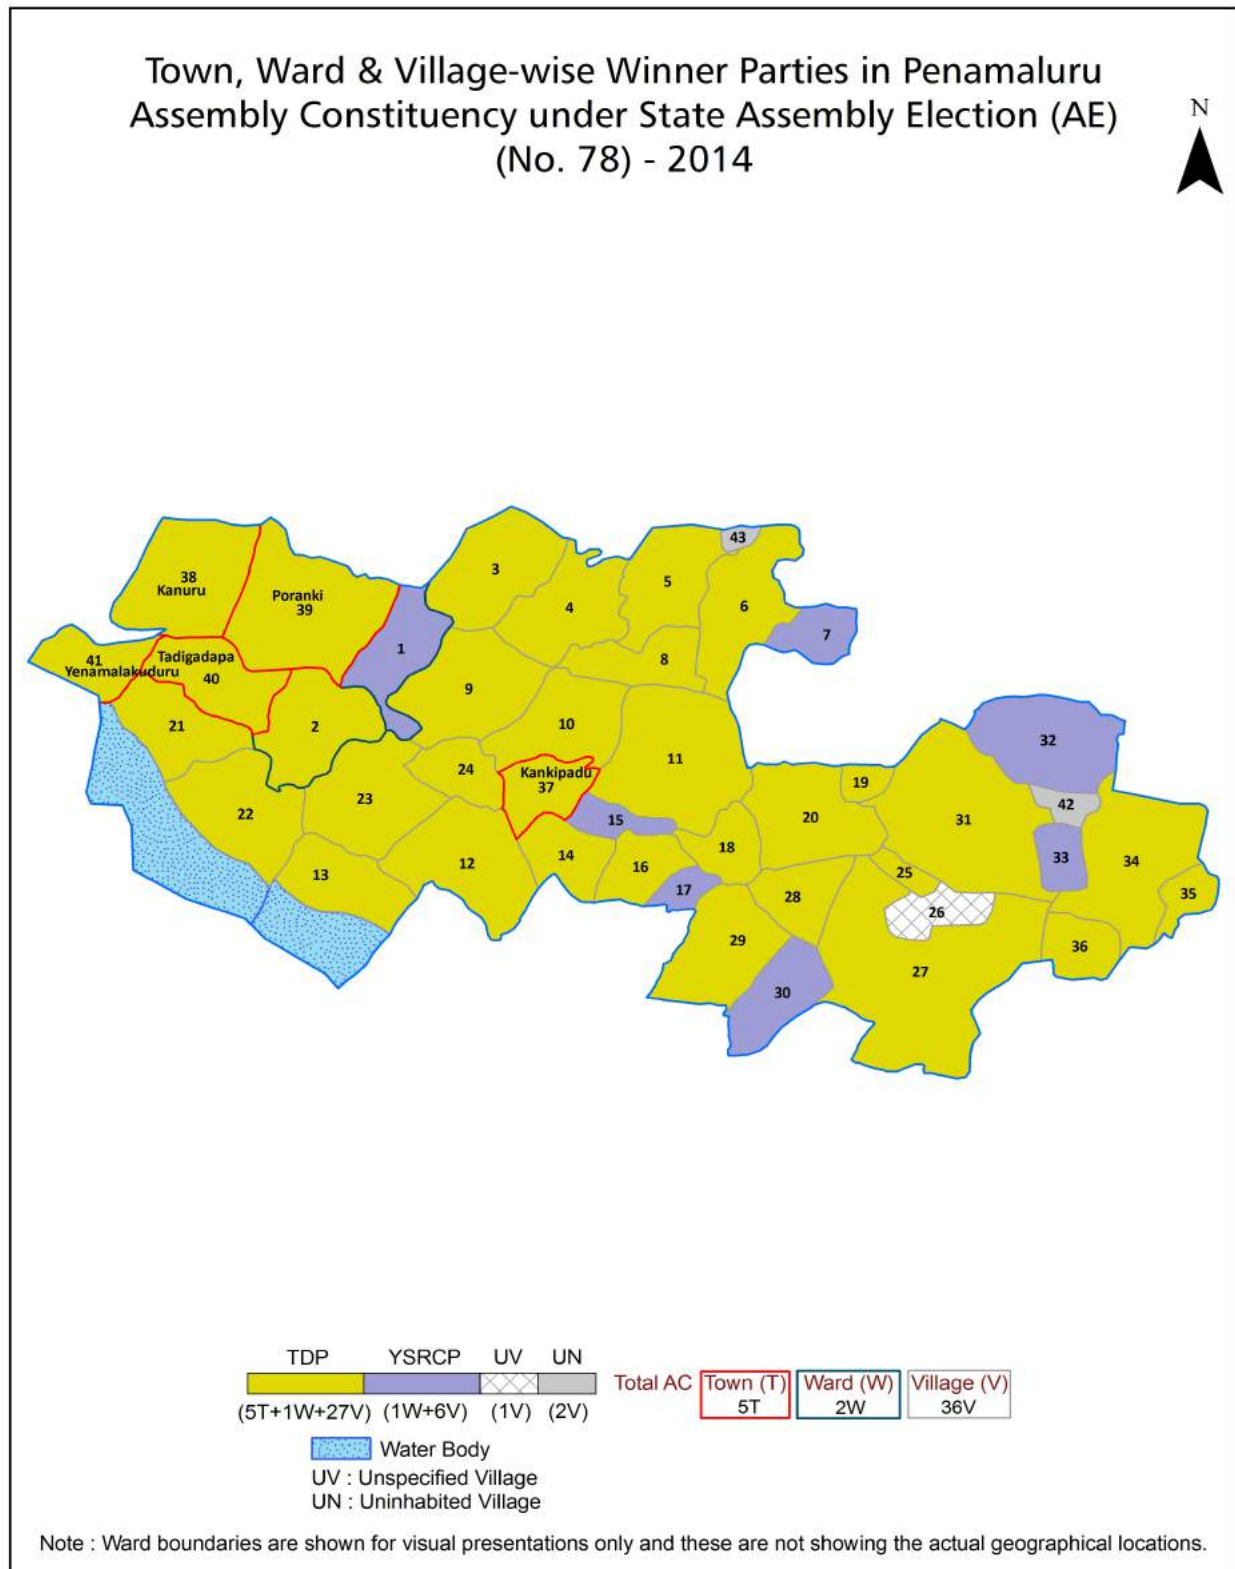 Town, Ward & Village-wise Winner Parties in Penamaluru
Assembly Constituency under State Assembly Election (AE)
(No. 78) - 2014
N
43
3
38
Kanuru
5
4
Poranki
39
6
7
1
41
Yenamalakuduru
Tadigadapa
40
8
9
21
2
10
32
11
24
Kankipadu
37
19
23
22
15
20
31
42
18
33
12
14
16
34
13
25
17
28
35
26
29
36
27
30
TDP YSRCP UV UN
Total AC Town (T) Ward (W) Village (V)
5T 2W 36V
(5T+1W+27V) (1W+6V) (1V) (2V)
Water Body
UV : Unspecified Village
UN : Uninhabited Village
Note : Ward boundaries are shown for visual presentations only and these are not showing the actual geographical locations.